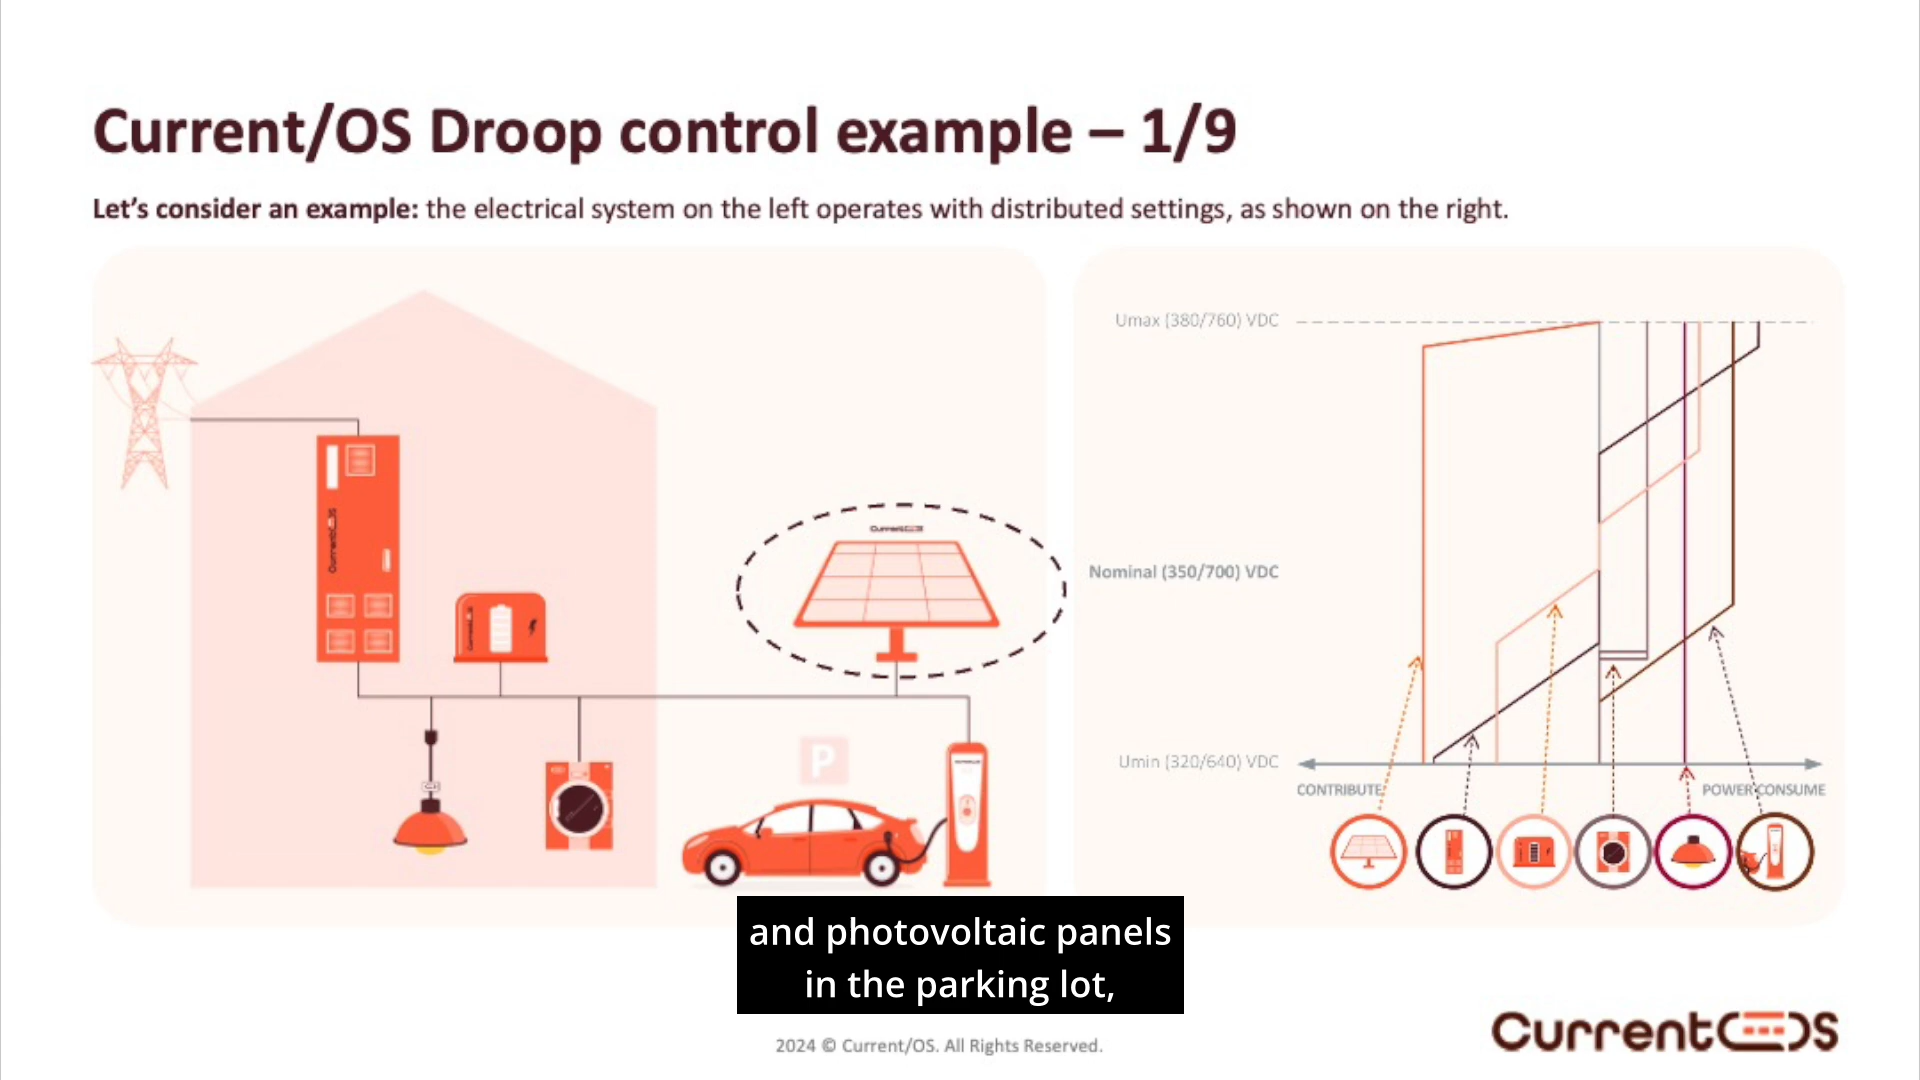 Current/OS Droop control example – 1/9
Let's consider an example: the electrical system on the left operates with distributed settings, as shown on the right.
CurrentOS
CurrentOS
P
Umax (380/760) VDC
Nominal (350/700) VDC
Umin (320/640) VDC
CONTRIBUTE
POWER CONSUME
and photovoltaic panels
in the parking lot,
2024 © Current/OS. All Rights Reserved.
CurrentOS